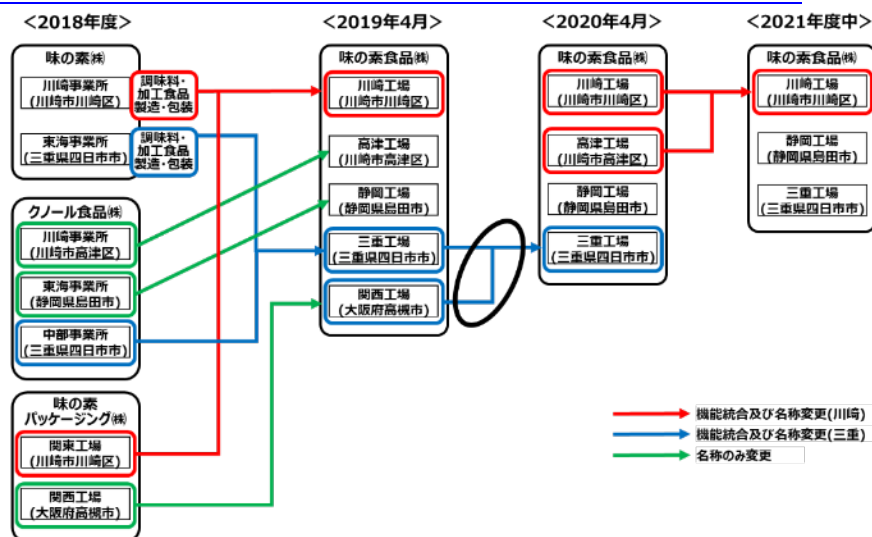 <2018年度>
味の素㈱
川崎事業所
(川崎市川崎区)
調味料・
加工食品
製造・包装
東海事業所
(三重県四日市市)
調味料・
加工食品
製造・包装
クノール食品㈱
川崎事業所
(川崎市高津区)
東海事業所
(静岡県島田市)
中部事業所
(三重県四日市市)
味の素
パッケージング㈱
関東工場
(川崎市川崎区)
関西工場
(大阪府高槻市)
<2019年4月>
味の素食品㈱
川崎工場
(川崎市川崎区)
高津工場
(川崎市高津区)
静岡工場
(静岡県島田市)
三重工場
(三重県四日市市)
関西工場
(大阪府高槻市)
<2020年4月>
味の素食品㈱
川崎工場
(川崎市川崎区)
高津工場
(川崎市高津区)
静岡工場
(静岡県島田市)
三重工場
(三重県四日市市)
<2021年度中>
味の素食品㈱
川崎工場
(川崎市川崎区)
静岡工場
(静岡県島田市)
三重工場
(三重県四日市市)
機能統合及び名称変更(川崎)
機能統合及び名称変更(三重)
名称のみ変更